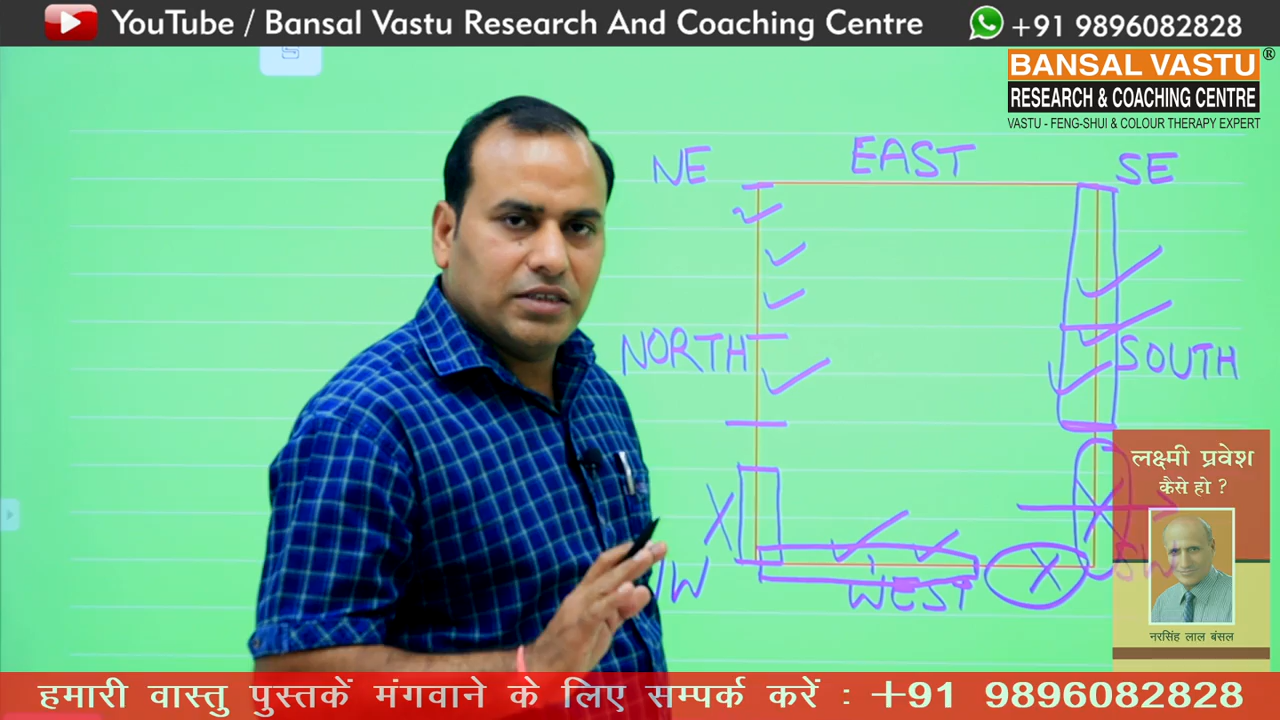 YouTube / Bansal Vastu Research And Coaching Centre
+91 9896082828
BANSAL VASTU®
RESEARCH & COACHING CENTRE
VASTU - FENG-SHUI & COLOUR THERAPY EXPERT
NE EAST SE
NORTH SOUTH
लक्ष्मी प्रवेश
कैसे हो ?
NW WEST SW
नरसिंह लाल बंसल
हमारी वास्तु पुस्तकें मंगवाने के लिए सम्पर्क करें : +91 9896082828